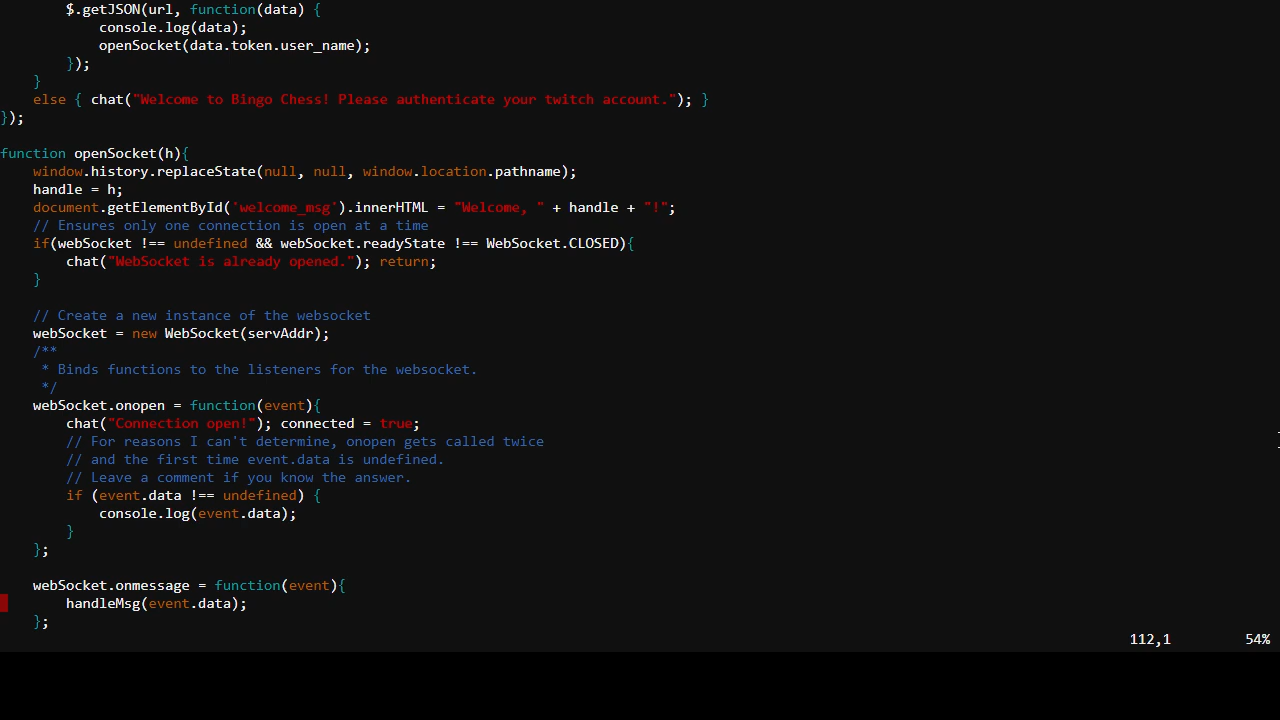 $.getJSON(url, function(data) {
            console.log(data);
            openSocket(data.token.user_name);
        });
    }
    else { chat("Welcome to Bingo Chess! Please authenticate your twitch account."); }
});

function openSocket(h){
    window.history.replaceState(null, null, window.location.pathname);
    handle = h;
    document.getElementById('welcome_msg').innerHTML = "Welcome, " + handle + "!";
    // Ensures only one connection is open at a time
    if(webSocket !== undefined && webSocket.readyState !== WebSocket.CLOSED){
        chat("WebSocket is already opened."); return;
    }

    // Create a new instance of the websocket
    webSocket = new WebSocket(servAddr);
    /**
     * Binds functions to the listeners for the websocket.
     */
    webSocket.onopen = function(event){
        chat("Connection open!"); connected = true;
        // For reasons I can't determine, onopen gets called twice
        // and the first time event.data is undefined.
        // Leave a comment if you know the answer.
        if (event.data !== undefined) {
            console.log(event.data);
        }
    };

    webSocket.onmessage = function(event){
        handleMsg(event.data);
    };
112,1 54%